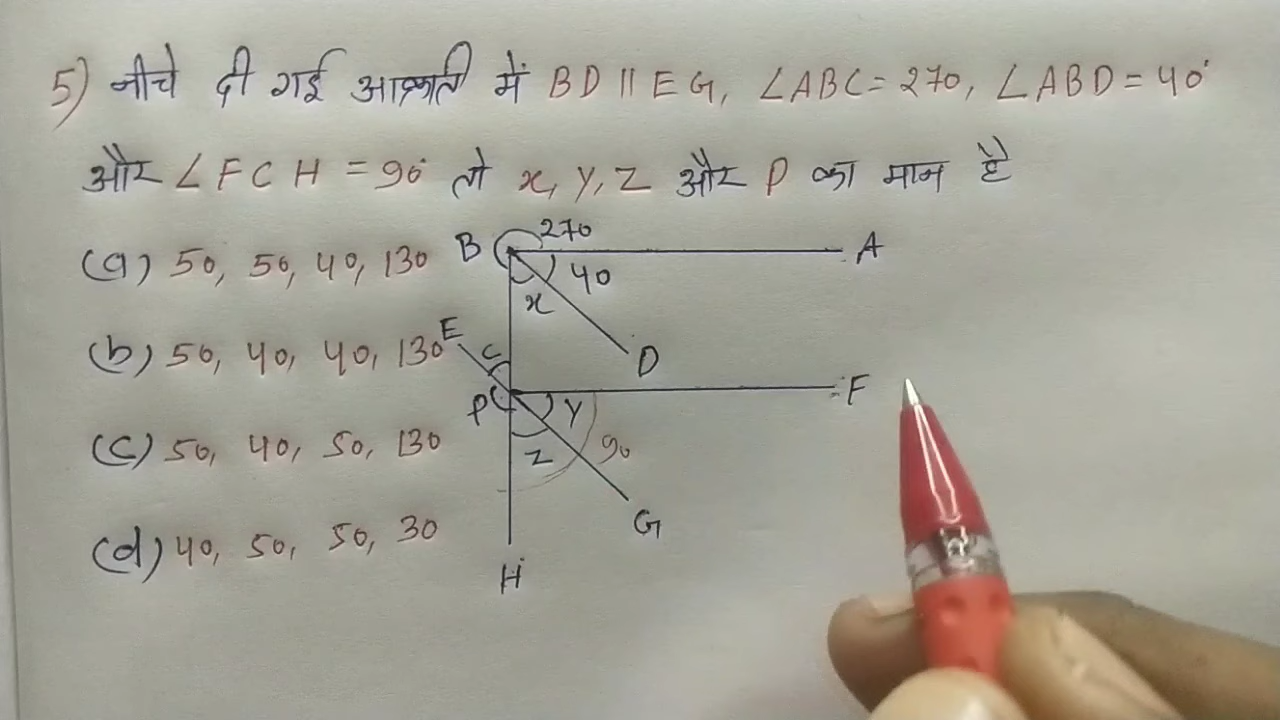 5) नीचे दी गई आक्रती में BD || EG, ∠ABC = 270, ∠ABD = 40°
और ∠FCH = 90° तो x, y, z और P का मान है
(a) 50, 50, 40, 130
(b) 50, 40, 40, 130
(c) 50, 40, 50, 130
(d) 40, 50, 50, 30
B 270 A
40
x
E
D
C
F
P y
90
z
G
H